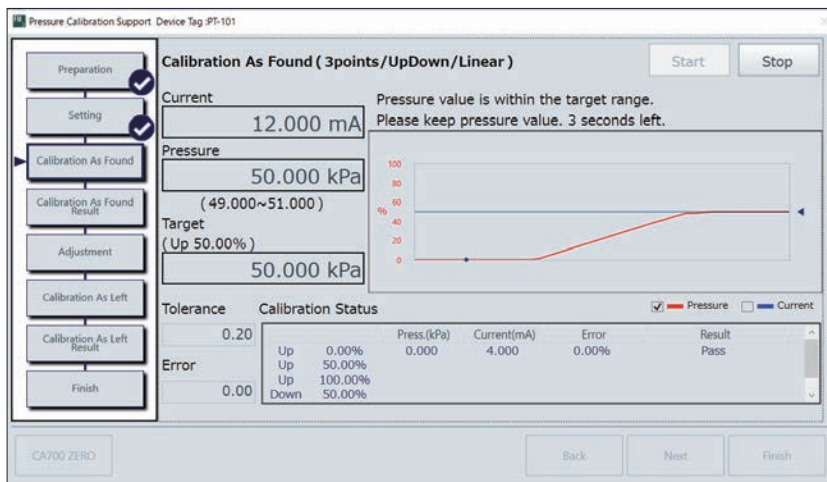 Pressure Calibration Support Device Tag :PT-101
Preparation
Setting
Calibration As Found
Calibration As Found
Result
Adjustment
Calibration As Left
Calibration As Left
Result
Finish
Calibration As Found ( 3points/UpDown/Linear )
Start
Stop
Current
12.000 mA
Pressure
50.000 kPa
( 49.000~51.000 )
Target
(Up 50.00%)
50.000 kPa
Pressure value is within the target range.
Please keep pressure value. 3 seconds left.
100
80
60
%
40
20
0
Pressure
Current
Tolerance
0.20
Error
0.00
Calibration Status
Press.(kPa) Current(mA) Error Result
Up 0.00% 0.000 4.000 0.00% Pass
Up 50.00%
Up 100.00%
Down 50.00%
CA700 ZERO
Back
Next
Finish